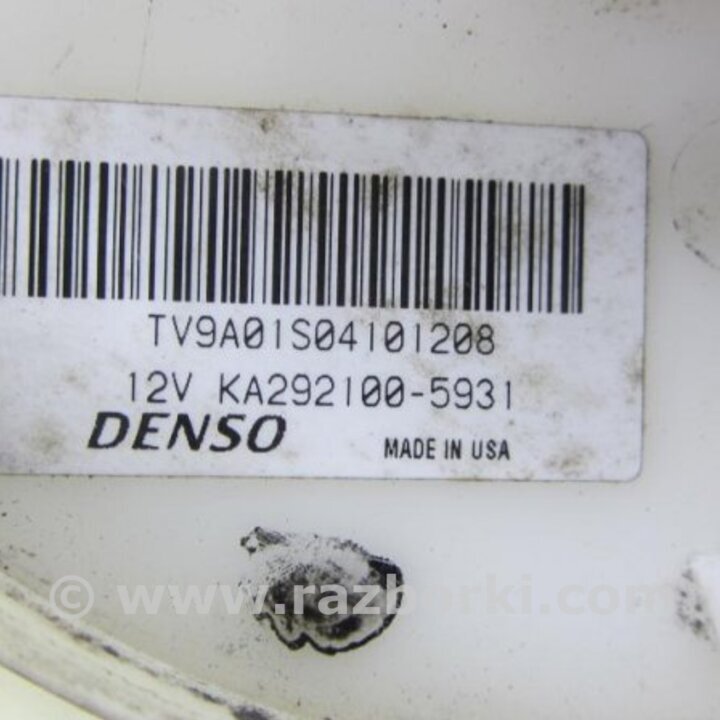 TV9A01S04101208
12V KA292100-5931
DENSO MADE IN USA
© www.razborki.com